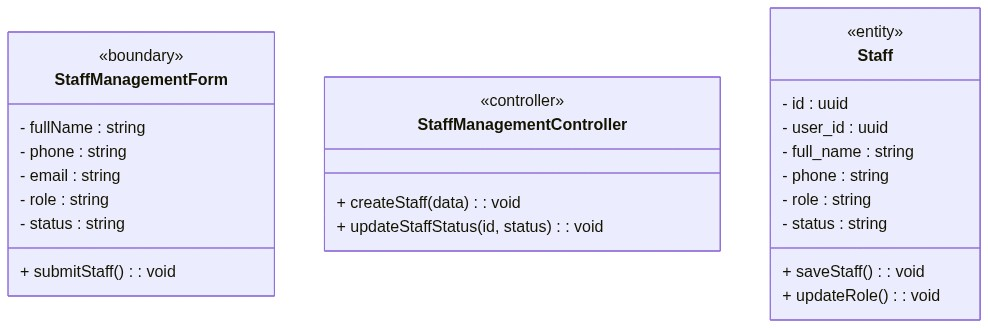 «boundary»
StaffManagementForm
- fullName : string
- phone : string
- email : string
- role : string
- status : string
+ submitStaff() : : void
«controller»
StaffManagementController
+ createStaff(data) : : void
+ updateStaffStatus(id, status) : : void
«entity»
Staff
- id : uuid
- user_id : uuid
- full_name : string
- phone : string
- role : string
- status : string
+ saveStaff() : : void
+ updateRole() : : void